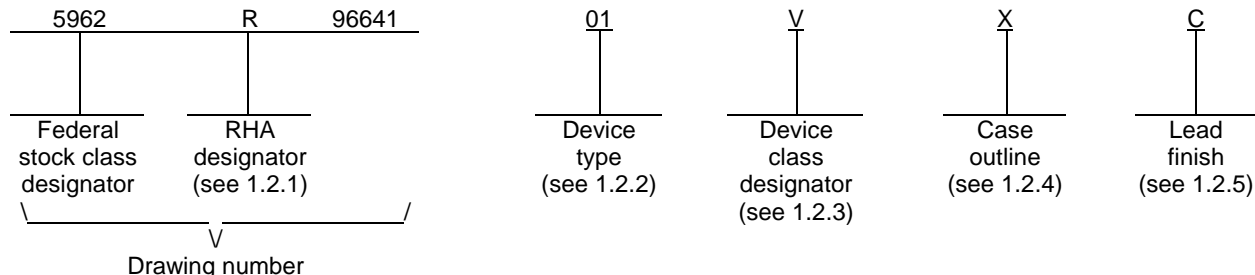 5962 R 96641 01 V X C
Federal RHA Device Device Case Lead
stock class designator type class outline finish
designator (see 1.2.1) (see 1.2.2) designator (see 1.2.4) (see 1.2.5)
(see 1.2.3)
\ /
\/
Drawing number